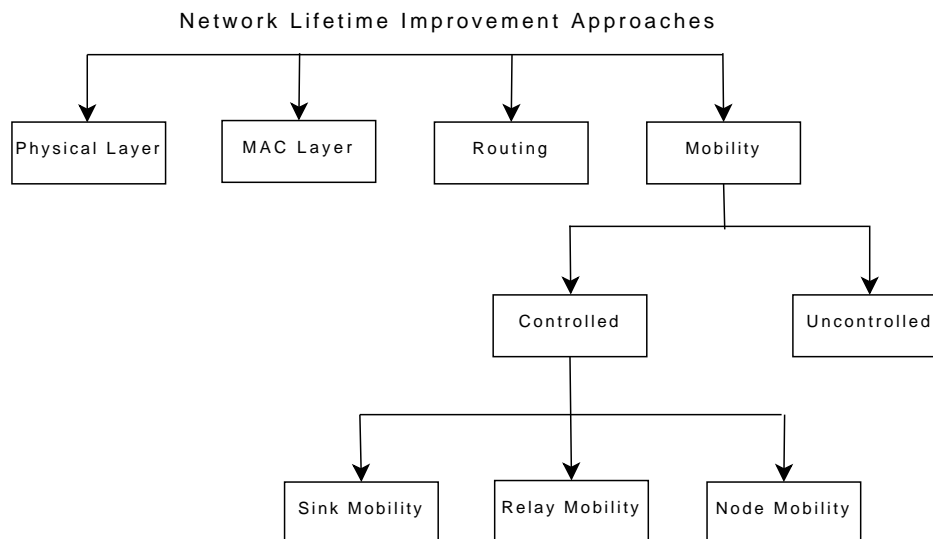 Network Lifetime Improvement Approaches
Physical Layer
MAC Layer
Routing
Mobility
Controlled
Uncontrolled
Sink Mobility
Relay Mobility
Node Mobility